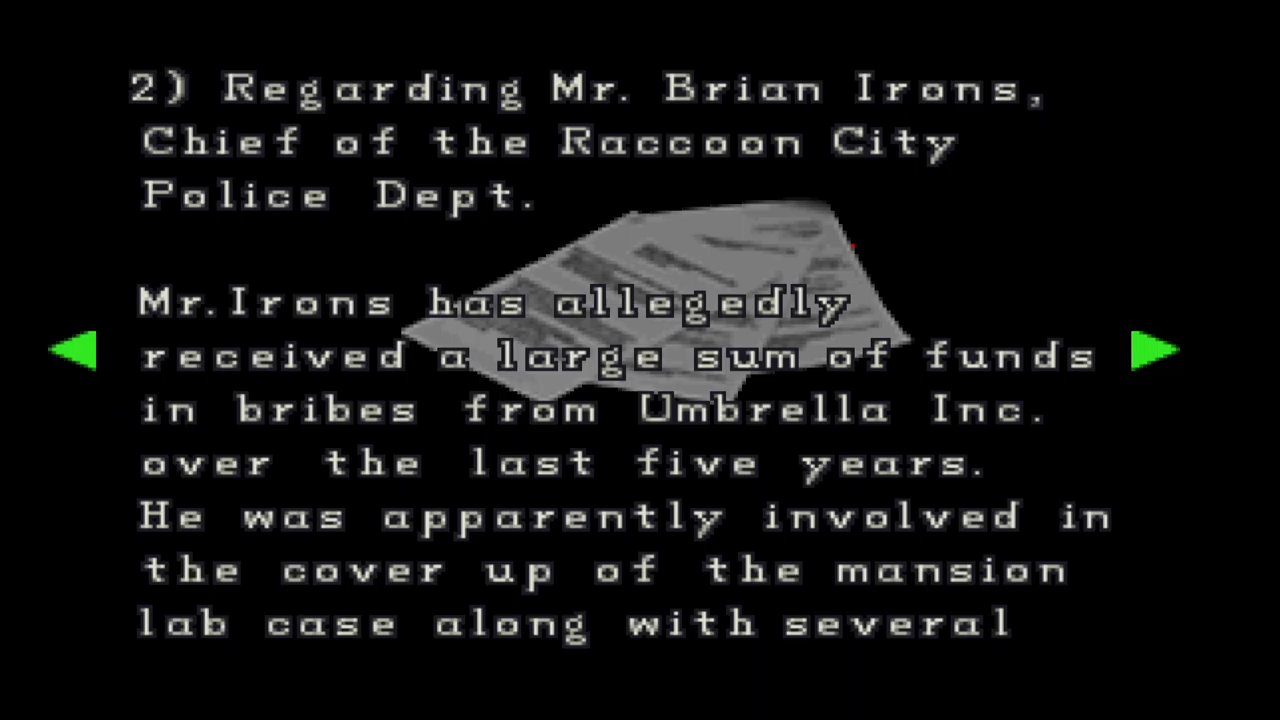 2) Regarding Mr. Brian Irons,
Chief of the Raccoon City
Police Dept.
Mr.Irons has allegedly
received a large sum of funds
in bribes from Umbrella Inc.
over the last five years.
He was apparently involved in
the cover up of the mansion
lab case along with several